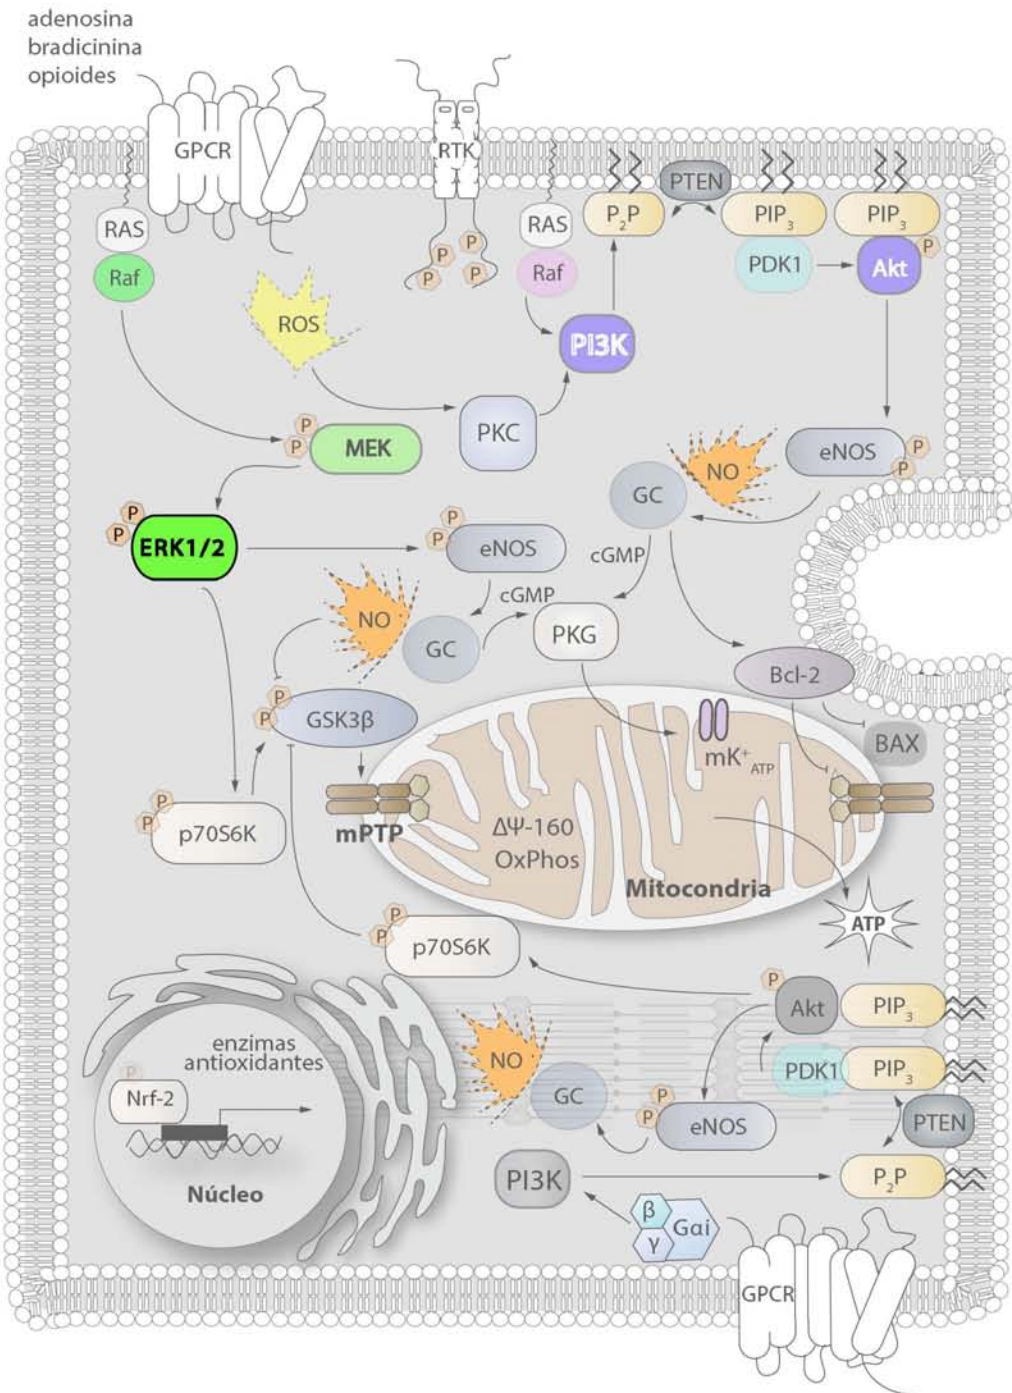 adenosina
bradicinina
opioides
GPCR
RTK
PTEN
RAS
Raf
P
P
P
P
RAS
Raf
P₂P
PIP₃
PDK1
PIP₃
Akt
P
ROS
PI3K
PKC
P
P
MEK
NO
GC
eNOS
P
P
P
P
ERK1/2
P
P
eNOS
cGMP
cGMP
NO
GC
PKG
Bcl-2
P
P
GSK3β
BAX
mK⁺ATP
P
P
p70S6K
mPTP
ΔΨ-160
OxPhos
Mitocondria
ATP
P
P
p70S6K
P
Akt
PIP₃
enzimas
antioxidantes
NO
GC
PDK1
PIP₃
P
Nrf-2
P
P
eNOS
PTEN
Núcleo
PI3K
P₂P
β
γ
Gαi
GPCR